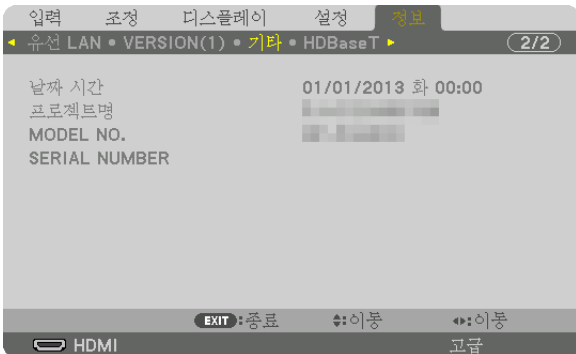 입력 조정 디스플레이 설정 정보
유선 LAN • VERSION(1) • 기타 • HDBaseT 2/2
날짜 시간 01/01/2013 화 00:00
프로젝트명
MODEL NO.
SERIAL NUMBER
EXIT :종료 :이동 :이동
HDMI 고급